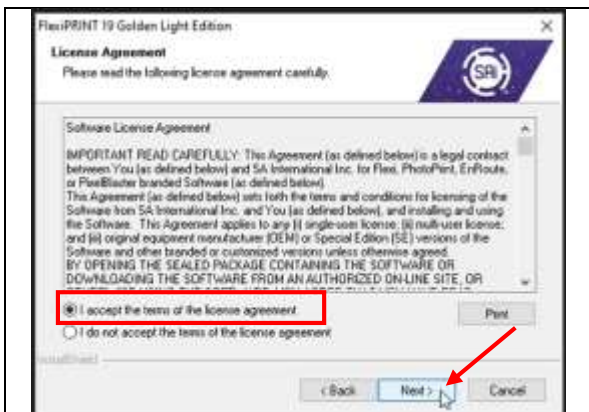 FlexiPRINT 19 Golden Light Edition
License Agreement
Please read the following license agreement carefully.
SAi
Software License Agreement
IMPORTANT READ CAREFULLY: This Agreement (as defined below) is a legal contract
between You (as defined below) and SA International Inc. for Flexi, PhotoPrint, EnRoute,
or PixelBlaster branded Software (as defined below).
The Agreement (as defined below) sets forth the terms and conditions for licensing of the
Software from SA International Inc. and You (as defined below), and installing and using
the Software. This Agreement applies to any (i) single-user license; (ii) multi-user license;
and (iii) original equipment manufacturer (OEM) or Special Edition (SE) versions of the
Software and other branded or customized versions unless otherwise agreed.
BY OPENING THE SEALED PACKAGE CONTAINING THE SOFTWARE OR
DOWNLOADING THE SOFTWARE FROM AN AUTHORIZED ON-LINE SITE, OR
I accept the terms of the license agreement
Print
I do not accept the terms of the license agreement
InstallShield
< Back
Next >
Cancel